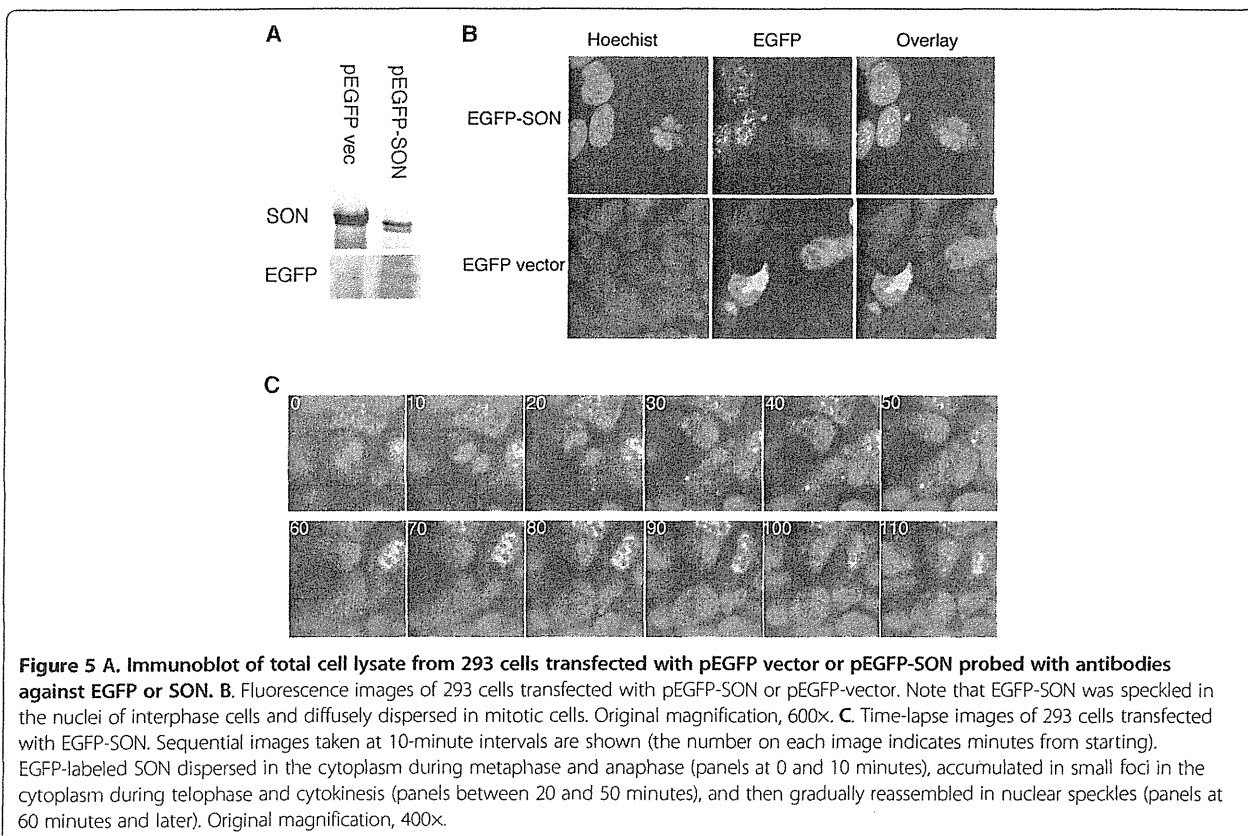 A
pEGFP vec
pEGFP-SON
SON
EGFP
B
Hoechist
EGFP
Overlay
EGFP-SON
EGFP vector
C
0
10
20
30
40
50
60
70
80
90
100
110
Figure 5 A. Immunoblot of total cell lysate from 293 cells transfected with pEGFP vector or pEGFP-SON probed with antibodies
against EGFP or SON. B. Fluorescence images of 293 cells transfected with pEGFP-SON or pEGFP-vector. Note that EGFP-SON was speckled in
the nuclei of interphase cells and diffusely dispersed in mitotic cells. Original magnification, 600×. C. Time-lapse images of 293 cells transfected
with EGFP-SON. Sequential images taken at 10-minute intervals are shown (the number on each image indicates minutes from starting).
EGFP-labeled SON dispersed in the cytoplasm during metaphase and anaphase (panels at 0 and 10 minutes), accumulated in small foci in the
cytoplasm during telophase and cytokinesis (panels between 20 and 50 minutes), and then gradually reassembled in nuclear speckles (panels at
60 minutes and later). Original magnification, 400×.